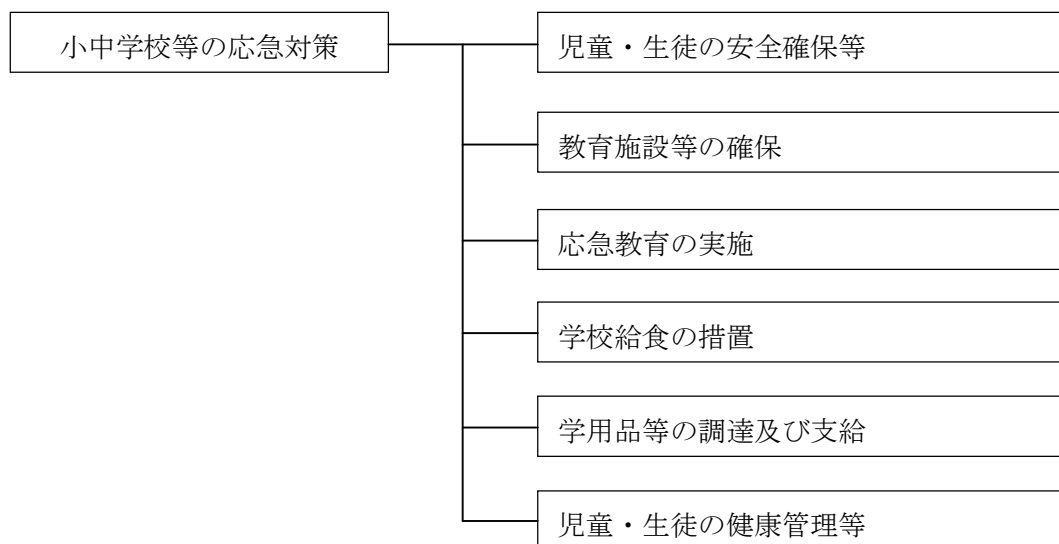 小中学校等の応急対策
児童・生徒の安全確保等
教育施設等の確保
応急教育の実施
学校給食の措置
学用品等の調達及び支給
児童・生徒の健康管理等